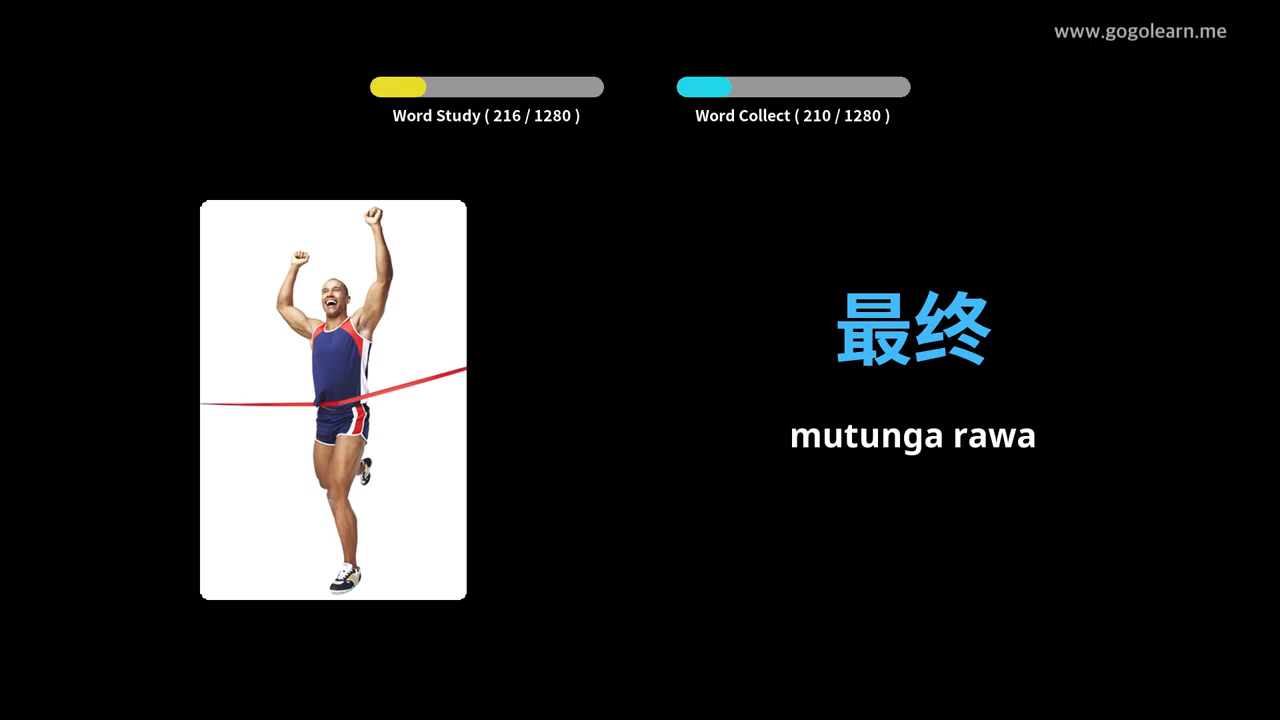 www.gogolearn.me
Word Study ( 216 / 1280 )
Word Collect ( 210 / 1280 )
最终
mutunga rawa